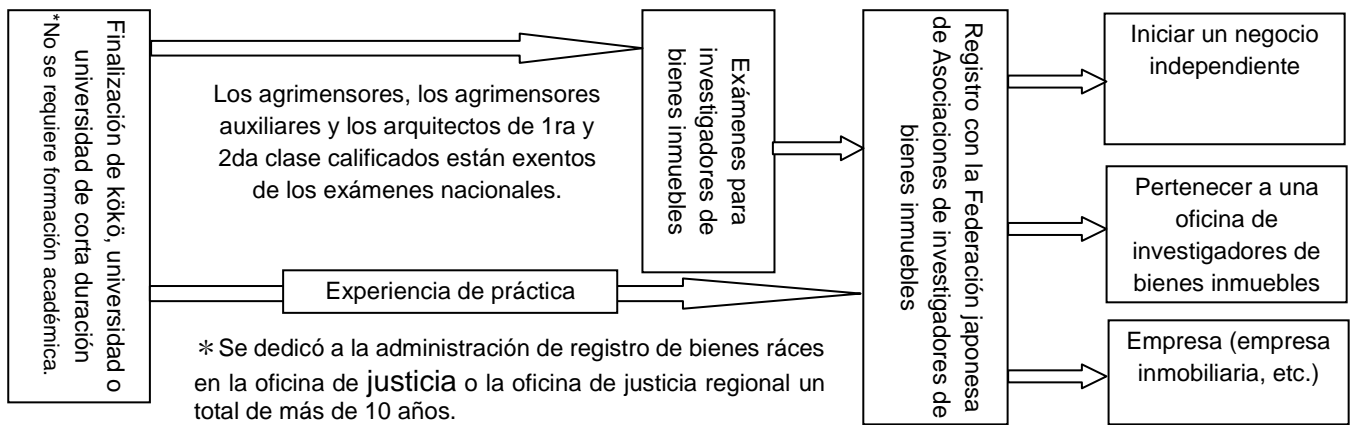 Finalización de kökö, universidad o
universidad de corta duración
*No se requiere formación académica.
Los agrimensores, los agrimensores
auxiliares y los arquitectos de 1ra y
2da clase calificados están exentos
de los exámenes nacionales.
Experiencia de práctica
＊Se dedicó a la administración de registro de bienes ráces
en la oficina de justicia o la oficina de justicia regional un
total de más de 10 años.
Exámenes para
investigadores de
bienes inmuebles
Registro con la Federación japonesa
de Asociaciones de investigadores de
bienes inmuebles
Iniciar un negocio
independiente
Pertenecer a una
oficina de
investigadores de
bienes inmuebles
Empresa (empresa
inmobiliaria, etc.)